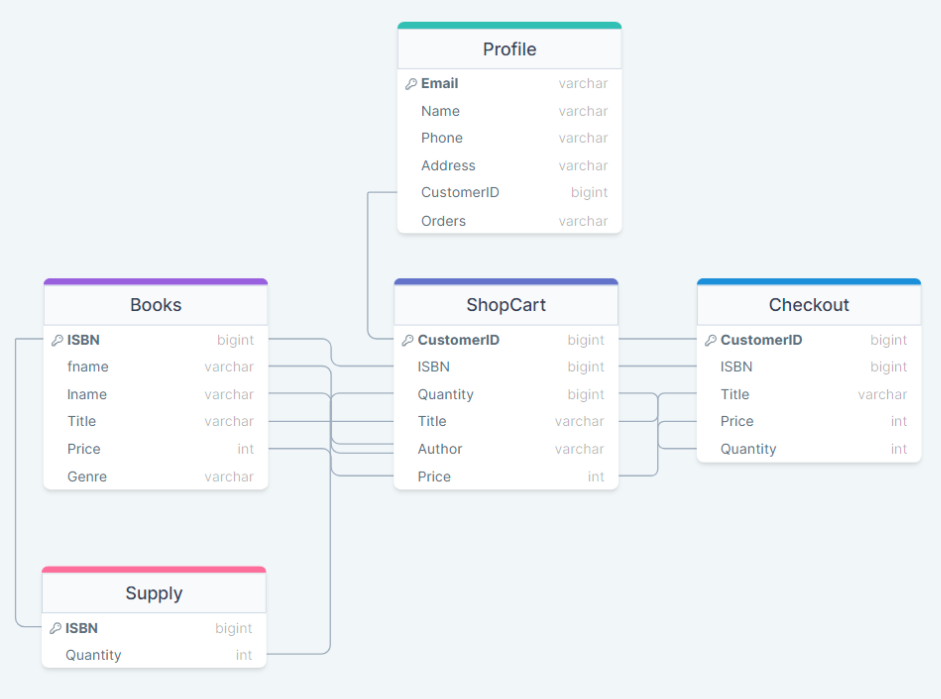 Profile
Email varchar
Name varchar
Phone varchar
Address varchar
CustomerID bigint
Orders varchar
Books
ISBN bigint
fname varchar
lname varchar
Title varchar
Price int
Genre varchar
ShopCart
CustomerID bigint
ISBN bigint
Quantity bigint
Title varchar
Author varchar
Price int
Checkout
CustomerID bigint
ISBN bigint
Title varchar
Price int
Quantity int
Supply
ISBN bigint
Quantity int